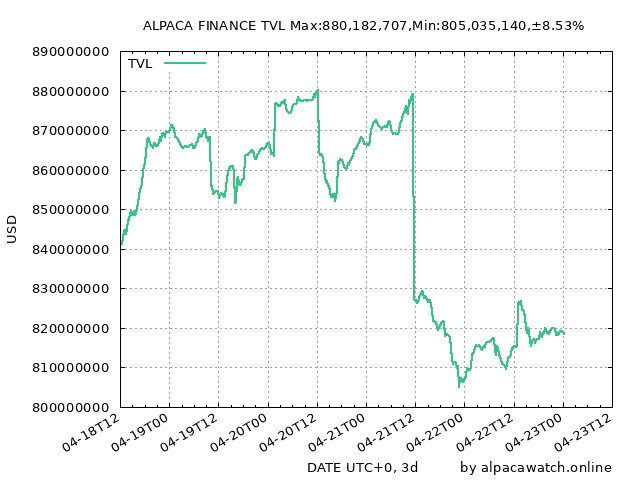 ALPACA FINANCE TVL Max:880,182,707,Min:805,035,140,±8.53%
TVL
USD
890000000
880000000
870000000
860000000
850000000
840000000
830000000
820000000
810000000
800000000
04-18T12
04-19T00
04-19T12
04-20T00
04-20T12
04-21T00
04-21T12
04-22T00
04-22T12
04-23T00
04-23T12
DATE UTC+0, 3d
by alpacawatch.online